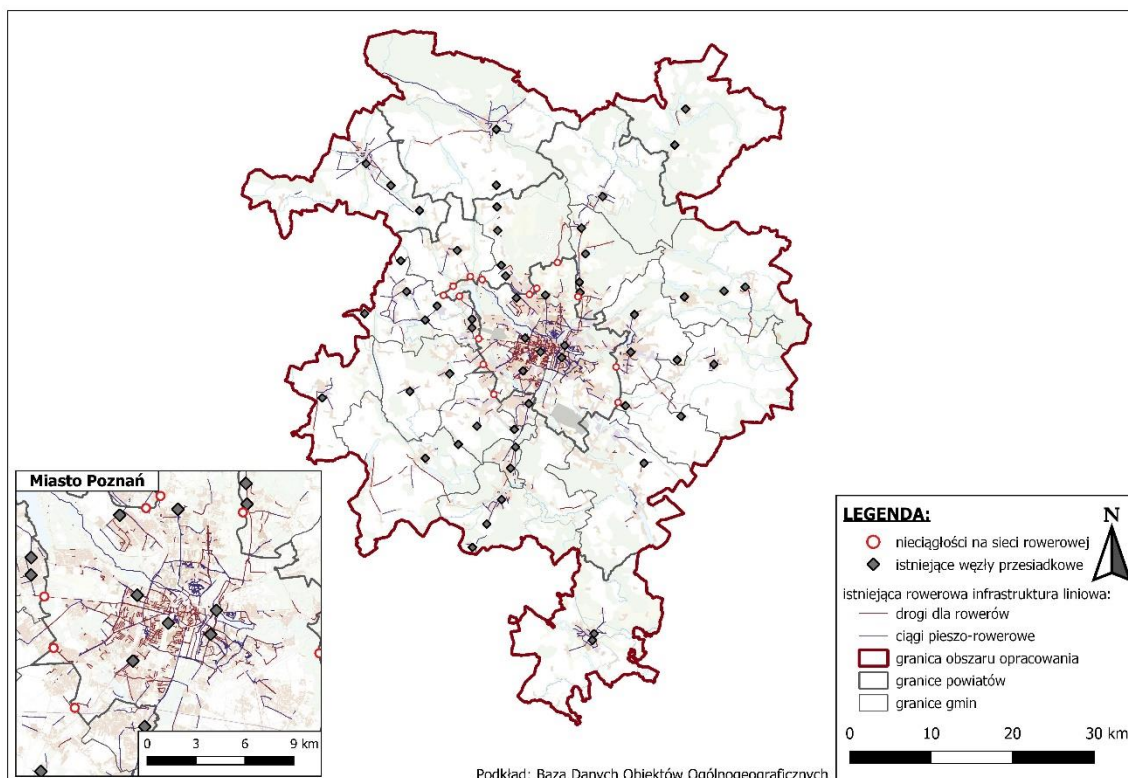 Miasto Poznań
0 3 6 9 km
LEGENDA:
N
nieciągłości na sieci rowerowej
istniejące węzły przesiadkowe
istniejąca rowerowa infrastruktura liniowa:
drogi dla rowerów
ciągi pieszo-rowerowe
granica obszaru opracowania
granice powiatów
granice gmin
0 10 20 30 km
Podkład: Baza Danych Obiektów Ogólnogeograficznych